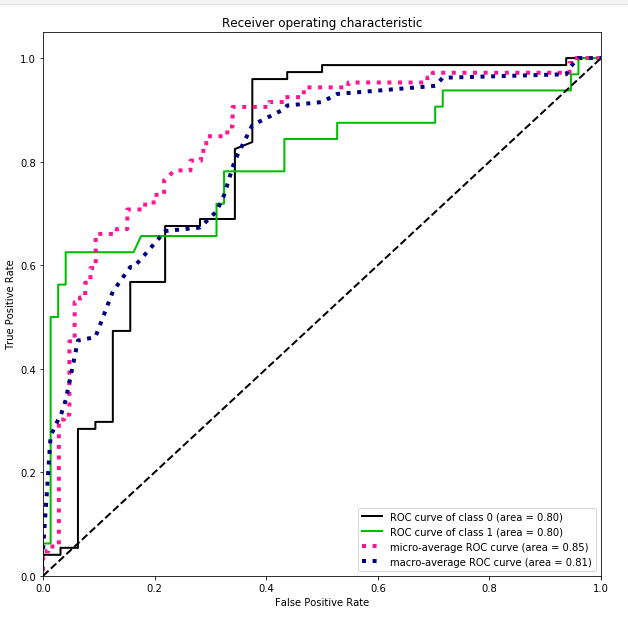 Receiver operating characteristic
True Positive Rate
1.0
0.8
0.6
0.4
0.2
0.0
0.0 0.2 0.4 0.6 0.8 1.0
False Positive Rate
ROC curve of class 0 (area = 0.80)
ROC curve of class 1 (area = 0.80)
micro-average ROC curve (area = 0.85)
macro-average ROC curve (area = 0.81)